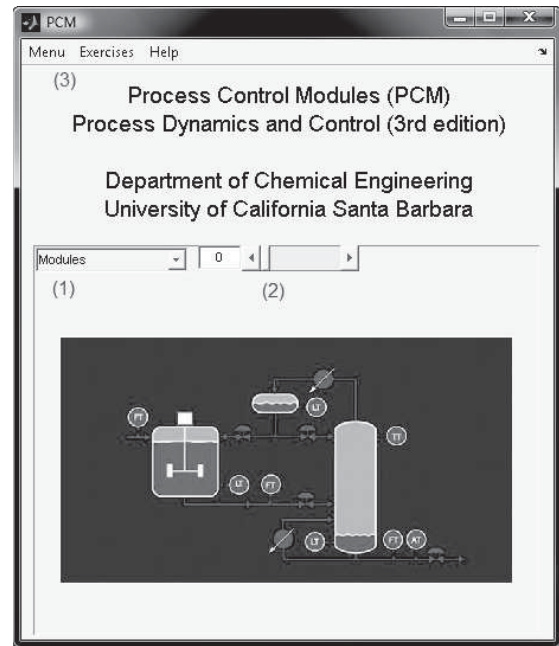 PCM
Menu Exercises Help
(3)
Process Control Modules (PCM)
Process Dynamics and Control (3rd edition)
Department of Chemical Engineering
University of California Santa Barbara
Modules 0
(1) (2)
LT
FT
TT
LT FT
LT FT AT